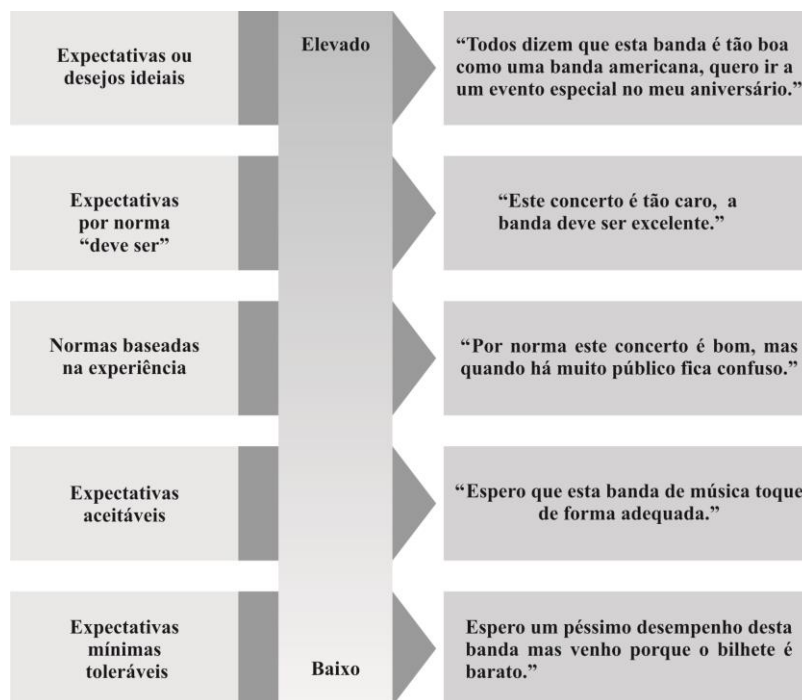 Expectativas ou
desejos ideiais
Elevado
“Todos dizem que esta banda é tão boa
como uma banda americana, quero ir a
um evento especial no meu aniversário.”
Expectativas
por norma
“deve ser”
“Este concerto é tão caro, a
banda deve ser excelente.”
Normas baseadas
na experiência
“Por norma este concerto é bom, mas
quando há muito público fica confuso.”
Expectativas
aceitáveis
“Espero que esta banda de música toque
de forma adequada.”
Expectativas
mínimas
toleráveis
Baixo
Espero um péssimo desempenho desta
banda mas venho porque o bilhete é
barato.”